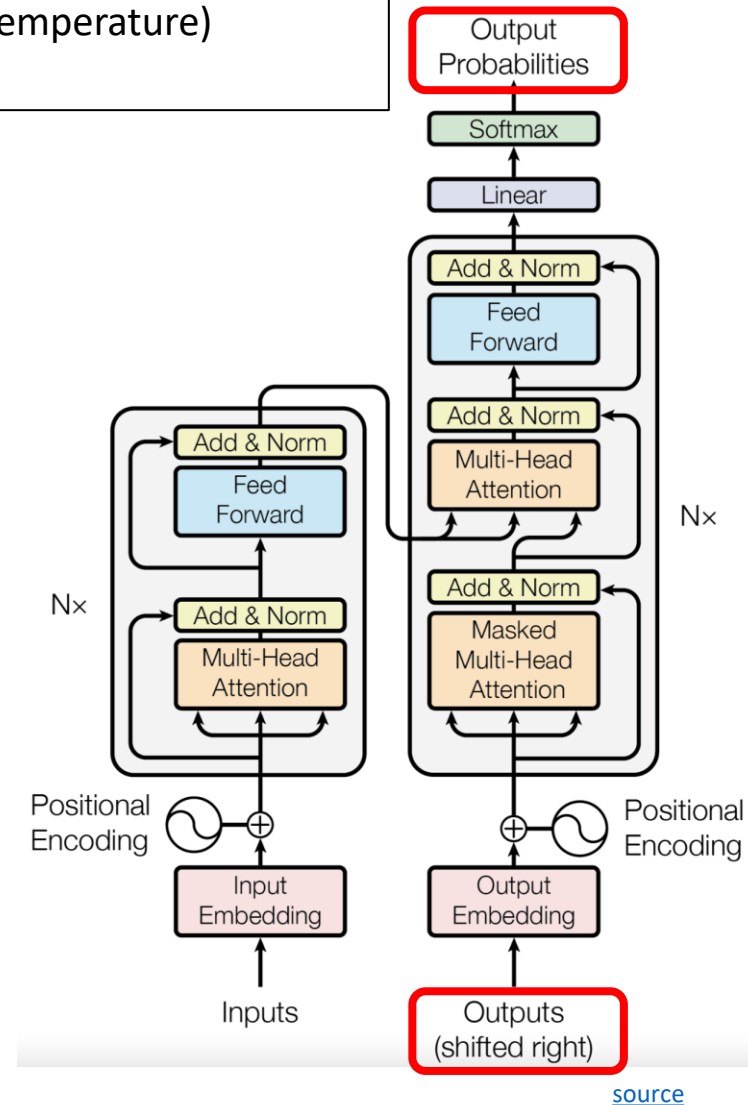 emperature)
Output
Probabilities
Softmax
Linear
Add & Norm
Feed
Forward
Add & Norm
Multi-Head
Attention
N×
Add & Norm
Masked
Multi-Head
Attention
Add & Norm
Feed
Forward
N×
Add & Norm
Multi-Head
Attention
Positional
Encoding
Positional
Encoding
Input
Embedding
Output
Embedding
Inputs
Outputs
(shifted right)
source